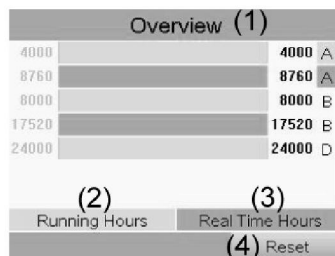 Overview (1)
4000 4000 A
8760 8760 A
8000 8000 B
17520 17520 B
24000 24000 D
(2) (3)
Running Hours Real Time Hours
(4) Reset